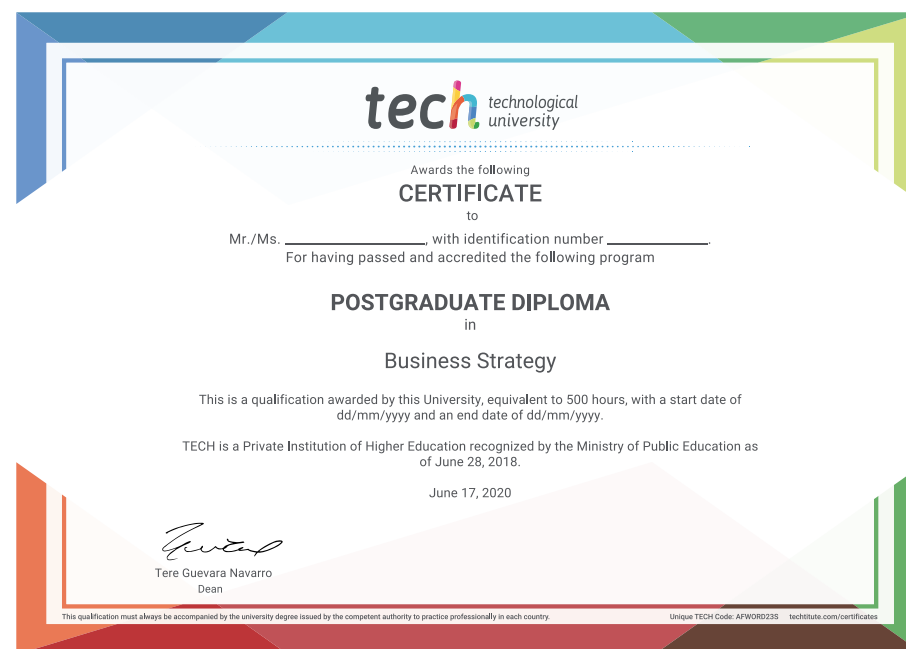 tech technological
university
Awards the following
CERTIFICATE
to
Mr./Ms. ____________________, with identification number ______________.
For having passed and accredited the following program
POSTGRADUATE DIPLOMA
in
Business Strategy
This is a qualification awarded by this University, equivalent to 500 hours, with a start date of
dd/mm/yyyy and an end date of dd/mm/yyyy.
TECH is a Private Institution of Higher Education recognized by the Ministry of Public Education as
of June 28, 2018.
June 17, 2020
Tere Guevara Navarro
Dean
This qualification must always be accompanied by the university degree issued by the competent authority to practice professionally in each country. Unique TECH Code: AFWORD23S techtitute.com/certificates